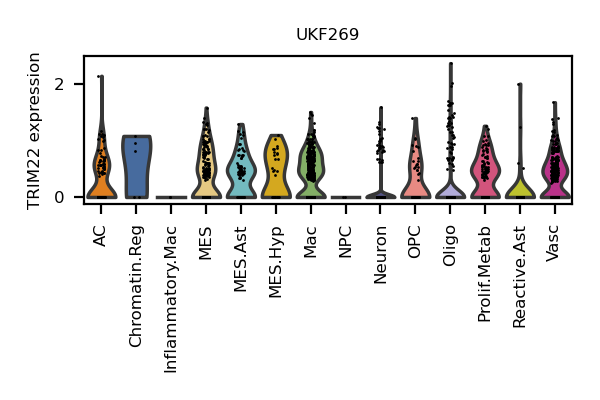 UKF269
TRIM22 expression
2
0
AC
Chromatin.Reg
Inflammatory.Mac
MES
MES.Ast
MES.Hyp
Mac
NPC
Neuron
OPC
Oligo
Prolif.Metab
Reactive.Ast
Vasc